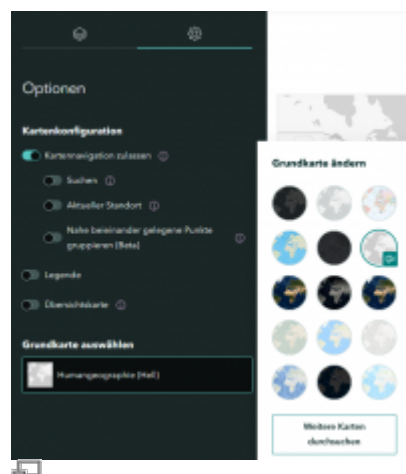 Optionen
Kartenkonfiguration
Kartennavigation zulassen
Suchen
Aktueller Standort
Nahe beieinander gelegene Punkte
gruppieren (Beta)
Legende
Übersichtskarte
Grundkarte auswählen
Humangeographie (Hell)
Grundkarte ändern
Weitere Karten
durchsuchen